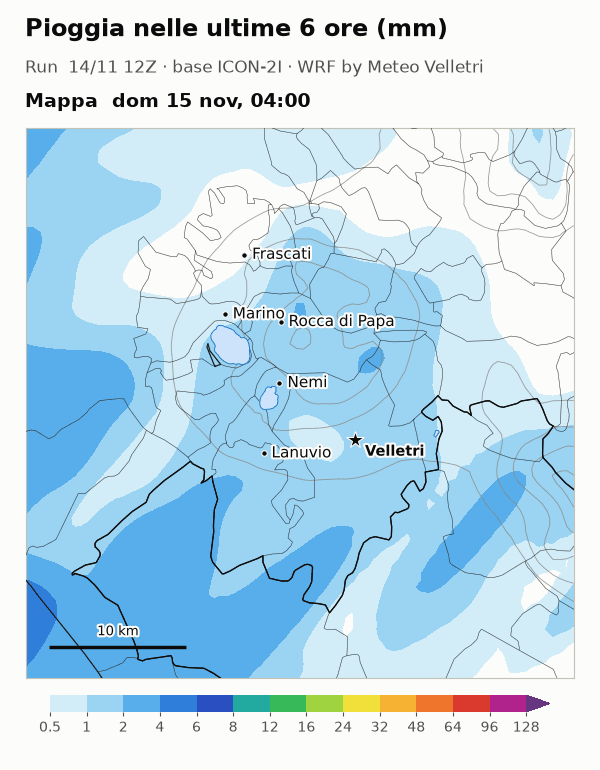 Pioggia nelle ultime 6 ore (mm)
Run  14/11 12Z · base ICON-2I · WRF by Meteo Velletri
Mappa  dom 15 nov, 04:00
Frascati
Marino
Rocca di Papa
Nemi
Velletri
Lanuvio
10 km
0.5 1 2 4 6 8 12 16 24 32 48 64 96 128